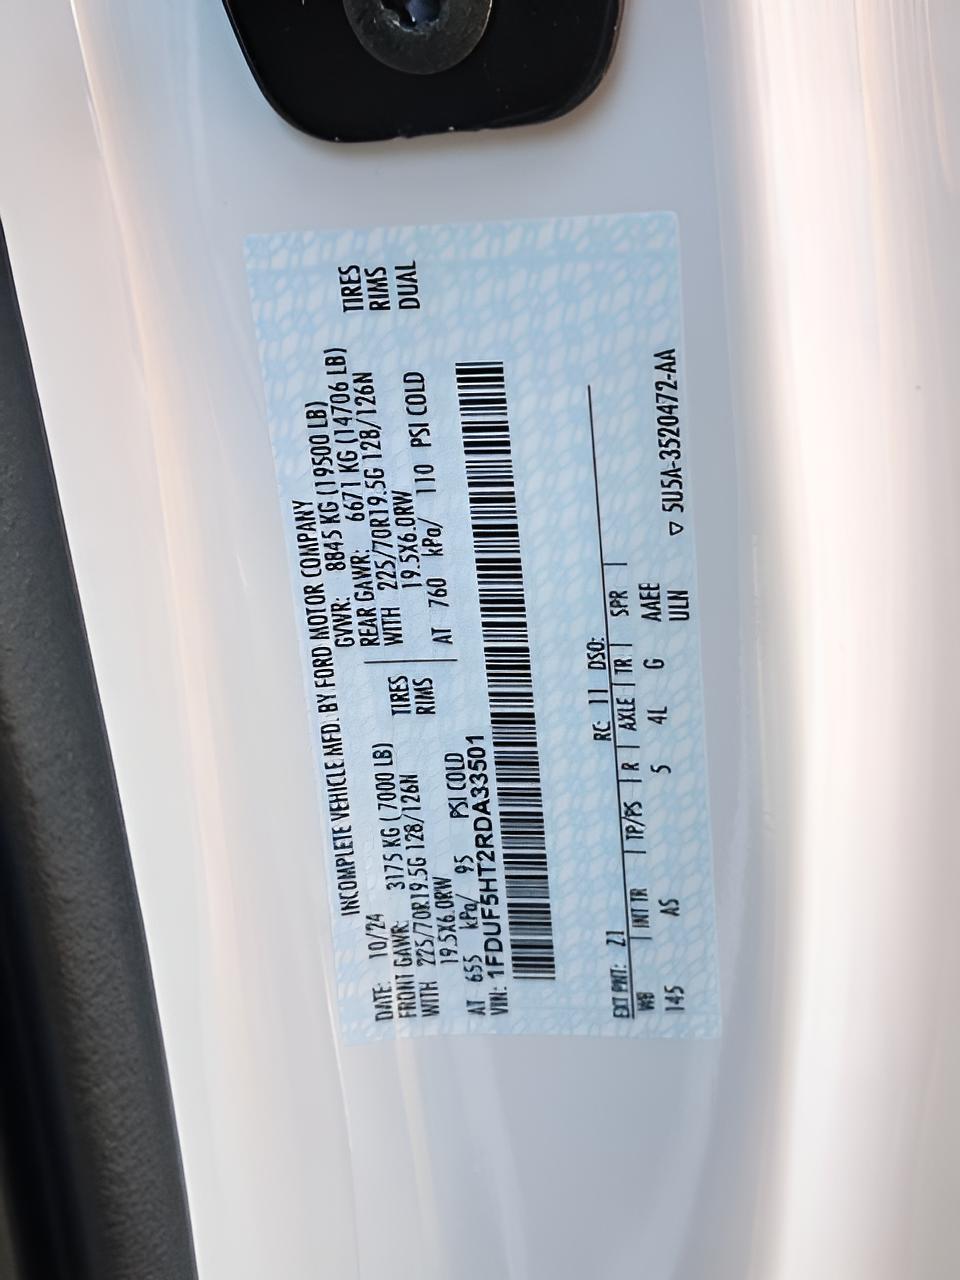 INCOMPLETE VEHICLE MFD. BY FORD MOTOR COMPANY
DATE: 10/24 GVWR: 8845 KG (19500 LB)
FRONT GAWR: 3175 KG ( 7000 LB) REAR GAWR: 6671 KG (14706 LB)
WITH 225/70R19.5G 128/126N TIRES WITH 225/70R19.5G 128/126N TIRES
19.5X6.0RW RIMS 19.5X6.0RW RIMS
AT 655 kPa/ 95 PSI COLD AT 760 kPa/ 110 PSI COLD DUAL
VIN: 1FDUF5HT2RDA33501
EXT PNT: Z1 RC: 11 DSO:
WB INT TR TP/PS R AXLE TR SPR
145 AS 5 4L G AAEE
ULN
▽ 5U5A-3520472-AA